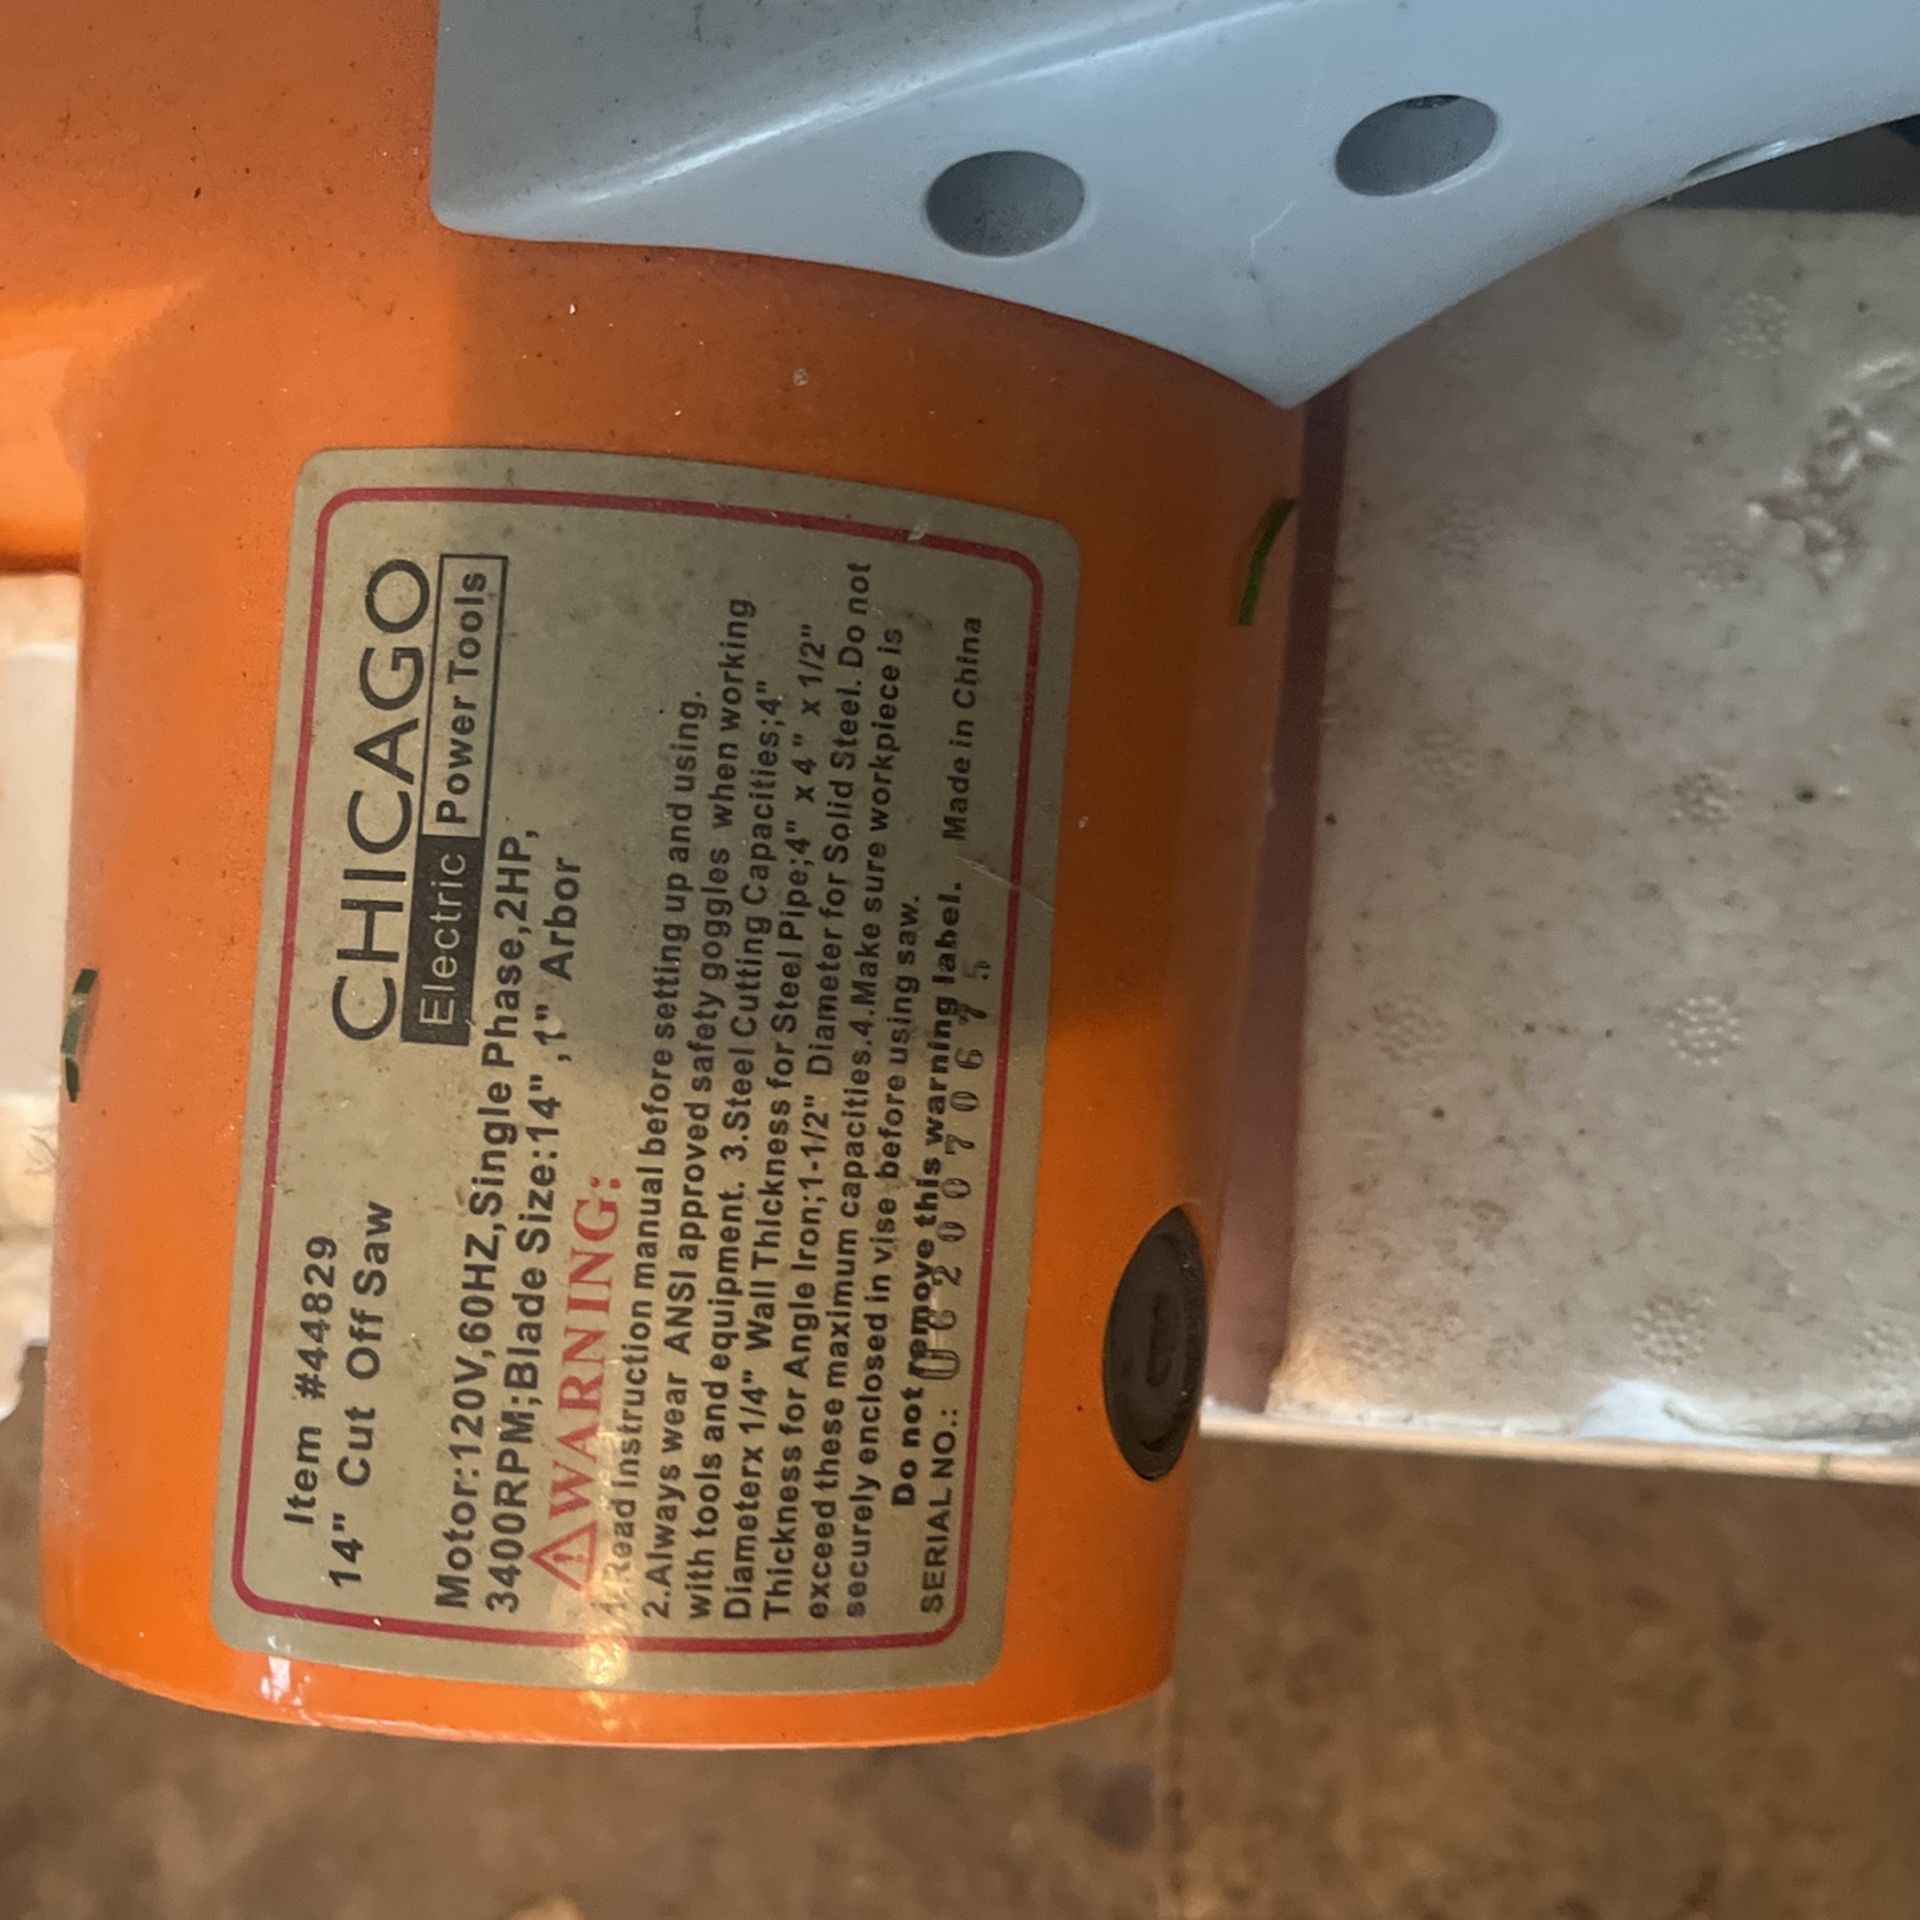 Item #44829
14" Cut Off Saw
CHICAGO
Electric Power Tools
Motor:120V,60HZ,Single Phase,2HP,
3400RPM;Blade Size:14" ,1" Arbor
WARNING:
1.Read instruction manual before setting up and using.
2.Always wear ANSI approved safety goggles when working
with tools and equipment. 3.Steel Cutting Capacities;4"
Diameterx 1/4" Wall Thickness for Steel Pipe;4" x 4" x 1/2"
Thickness for Angle Iron;1-1/2" Diameter for Solid Steel. Do not
exceed these maximum capacities.4.Make sure workpiece is
securely enclosed in vise before using saw.
Do not remove this warning label. Made in China
SERIAL NO.: